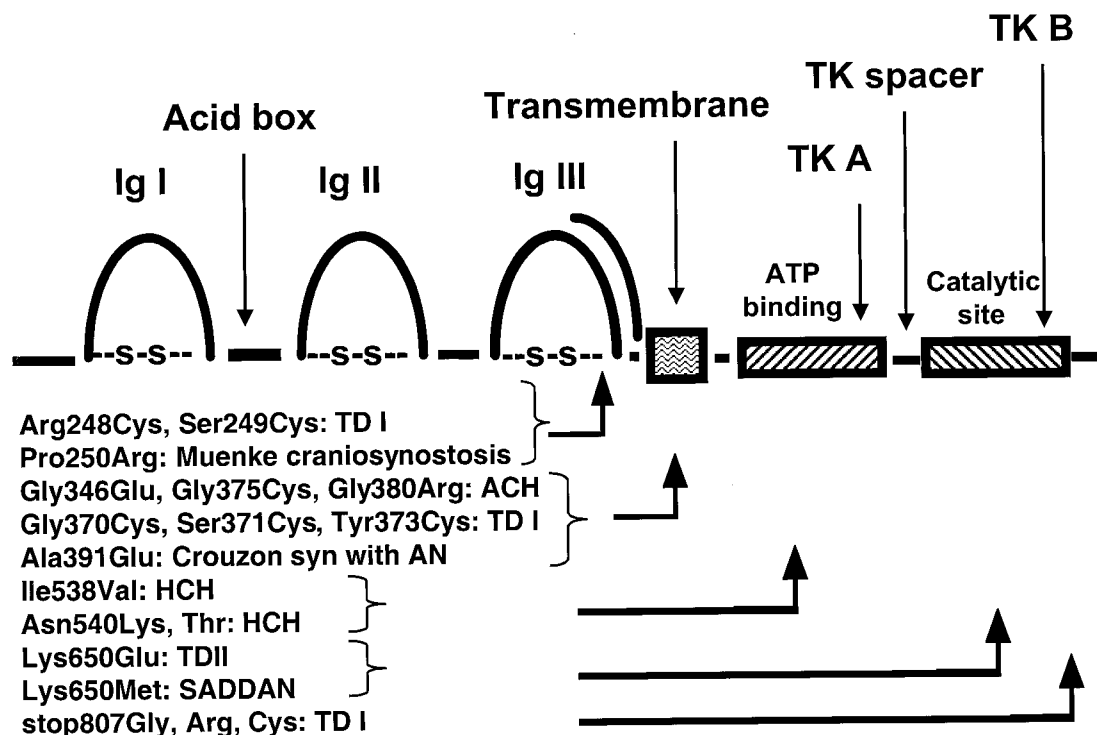 TK B
TK spacer
Transmembrane
Acid box
TK A
Ig I
Ig II
Ig III
ATP
binding
Catalytic
site
--S-S--
--S-S--
--S-S--
Arg248Cys, Ser249Cys: TD I
Pro250Arg: Muenke craniosynostosis
Gly346Glu, Gly375Cys, Gly380Arg: ACH
Gly370Cys, Ser371Cys, Tyr373Cys: TD I
Ala391Glu: Crouzon syn with AN
Ile538Val: HCH
Asn540Lys, Thr: HCH
Lys650Glu: TDII
Lys650Met: SADDAN
stop807Gly, Arg, Cys: TD I